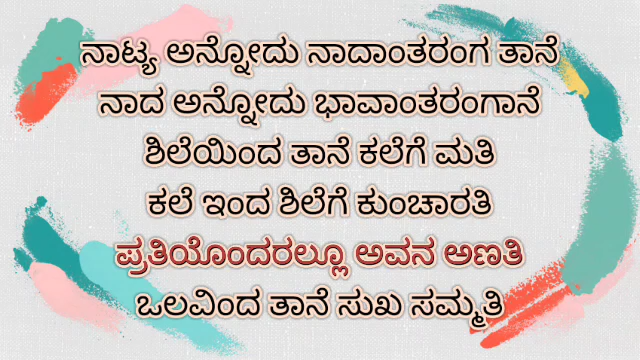 ನಾಟ್ಯ ಅನ್ನೋದು ನಾದಾಂತರಂಗ ತಾನೆ
ನಾದ ಅನ್ನೋದು ಭಾವಾಂತರಂಗಾನೆ
ಶಿಲೆಯಿಂದ ತಾನೆ ಕಲೆಗೆ ಮತಿ
ಕಲೆ ಇಂದ ಶಿಲೆಗೆ ಕುಂಚಾರತಿ
ಪ್ರತಿಯೊಂದರಲ್ಲೂ ಅವನ ಅಣತಿ
ಒಲವಿಂದ ತಾನೆ ಸುಖ ಸಮ್ಮತಿ